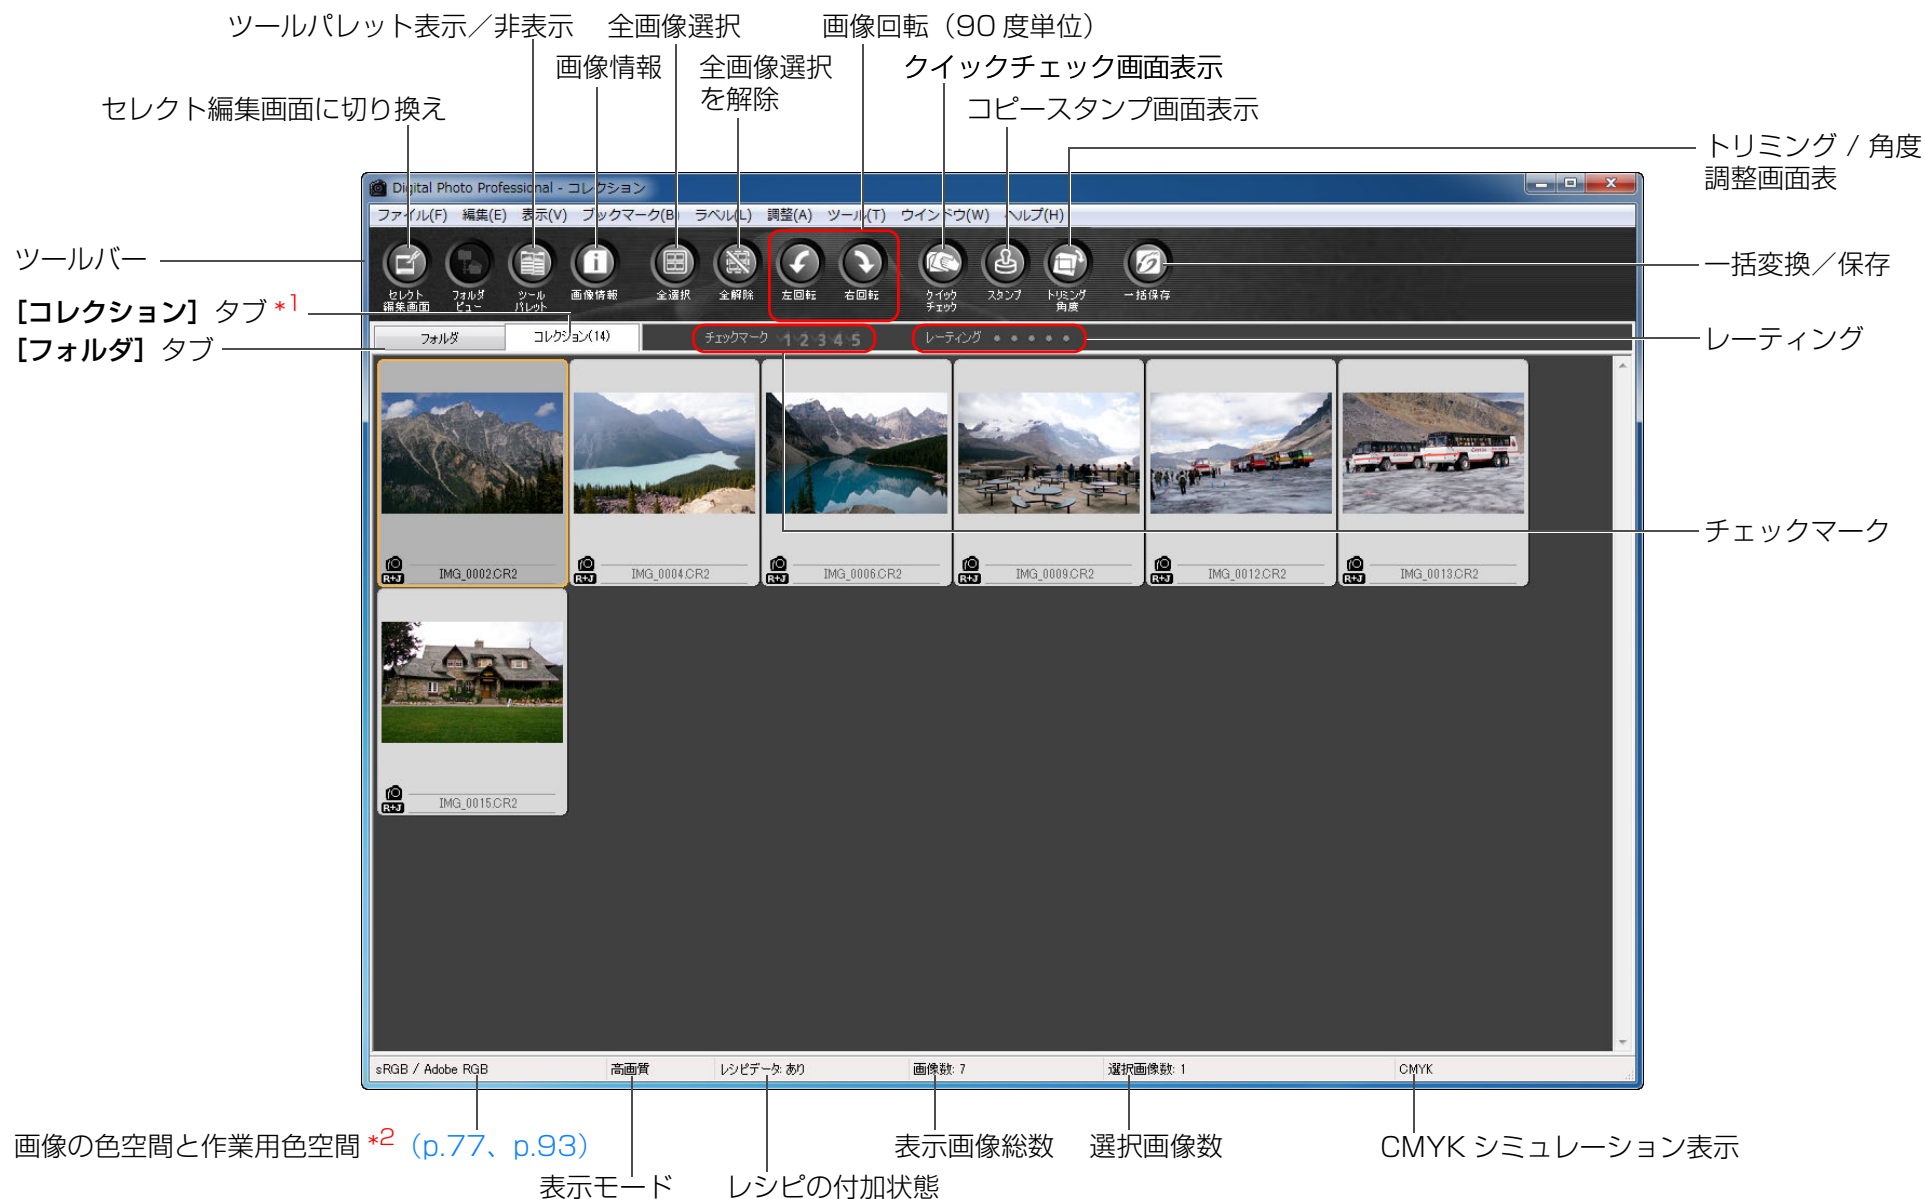 ツールパレット表示／非表示　全画像選択　画像回転（90 度単位）
画像情報　全画像選択を解除　クイックチェック画面表示
セレクト編集画面に切り換え　コピースタンプ画面表示
トリミング / 角度
調整画面表
Digital Photo Professional - コレクション
ファイル(F) 編集(E) 表示(V) ブックマーク(B) ラベル(L) 調整(A) ツール(T) ウインドウ(W) ヘルプ(H)
ツールバー
一括変換／保存
セレクト
編集画面
フォルダ
ビュー
ツール
パレット
画像情報
全選択
全解除
左回転
右回転
クイック
チェック
スタンプ
トリミング
角度
一括保存
［コレクション］タブ *1
［フォルダ］タブ
フォルダ
コレクション(14)
チェックマーク 1 2 3 4 5
レーティング
レーティング
チェックマーク
IMG_0002.CR2
IMG_0004.CR2
IMG_0006.CR2
IMG_0009.CR2
IMG_0012.CR2
IMG_0013.CR2
R+J
R+J
R+J
R+J
R+J
R+J
IMG_0015.CR2
R+J
sRGB / Adobe RGB　高画質　レシピデータ: あり　画像数: 7　選択画像数: 1　CMYK
画像の色空間と作業用色空間 *2（p.77、p.93）　表示画像総数　選択画像数　CMYK シミュレーション表示
表示モード　レシピの付加状態